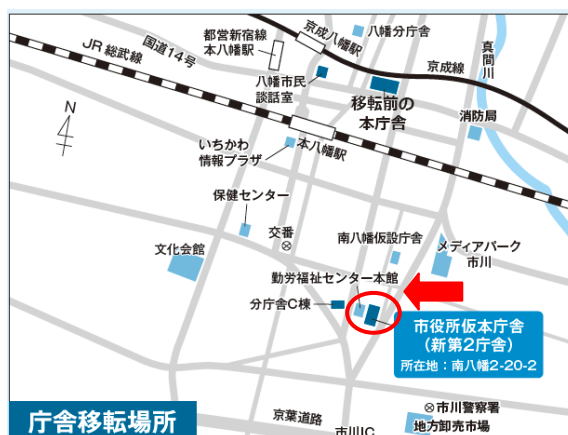 八幡分庁舎
京成八幡駅
都営新宿線
本八幡駅
国道14号
JR 総武線
真間川
京成線
八幡市民
談話室
移転前の
本庁舎
消防局
N
いちかわ
情報プラザ
本八幡駅
保健センター
交番
南八幡仮設庁舎
メディアパーク
市川
文化会館
勤労福祉センター本館
分庁舎C棟
市役所仮本庁舎
(新第2庁舎)
所在地:南八幡2-20-2
市川警察署
地方卸売市場
京葉道路
市川IC
庁舎移転場所